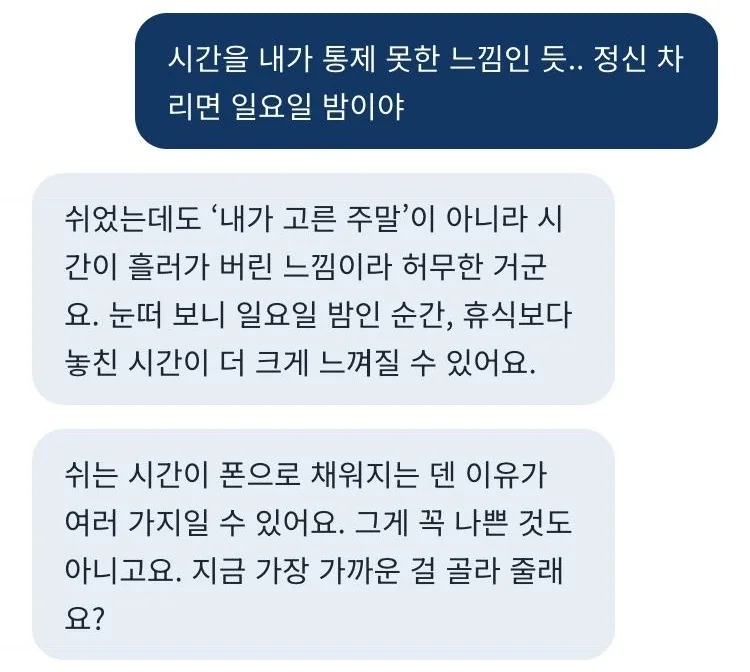 시간을 내가 통제 못한 느낌인 듯.. 정신 차
리면 일요일 밤이야
쉬었는데도 ‘내가 고른 주말’이 아니라 시
간이 흘러가 버린 느낌이라 허무한 거군
요. 눈떠 보니 일요일 밤인 순간, 휴식보다
놓친 시간이 더 크게 느껴질 수 있어요.
쉬는 시간이 폰으로 채워지는 덴 이유가
여러 가지일 수 있어요. 그게 꼭 나쁜 것도
아니고요. 지금 가장 가까운 걸 골라 줄래
요?